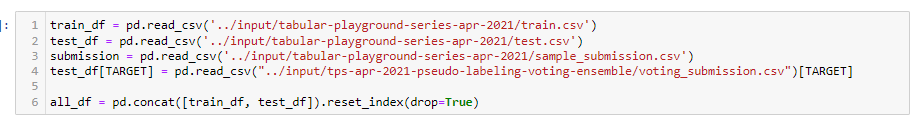 ]:
1 train_df = pd.read_csv('../input/tabular-playground-series-apr-2021/train.csv')
2 test_df = pd.read_csv('../input/tabular-playground-series-apr-2021/test.csv')
3 submission = pd.read_csv('../input/tabular-playground-series-apr-2021/sample_submission.csv')
4 test_df[TARGET] = pd.read_csv("../input/tps-apr-2021-pseudo-labeling-voting-ensemble/voting_submission.csv")[TARGET]
5
6 all_df = pd.concat([train_df, test_df]).reset_index(drop=True)